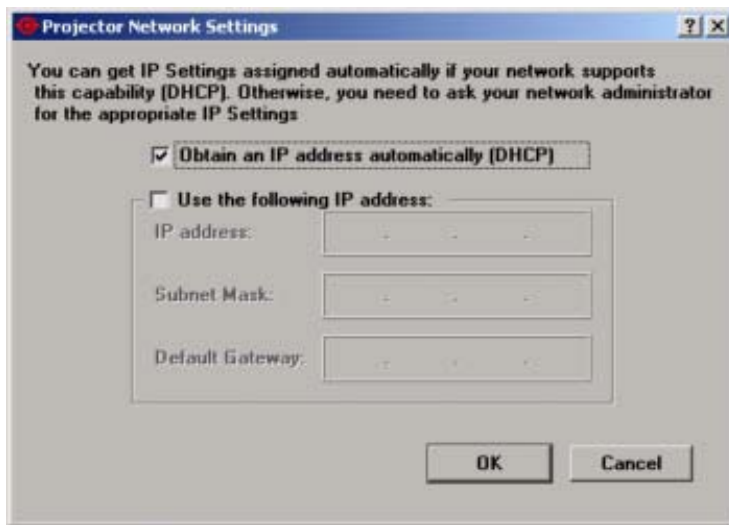 Projector Network Settings
You can get IP Settings assigned automatically if your network supports
this capability (DHCP). Otherwise, you need to ask your network administrator
for the appropriate IP Settings
Obtain an IP address automatically (DHCP)
Use the following IP address:
IP address:
Subnet Mask:
Default Gateway:
OK
Cancel